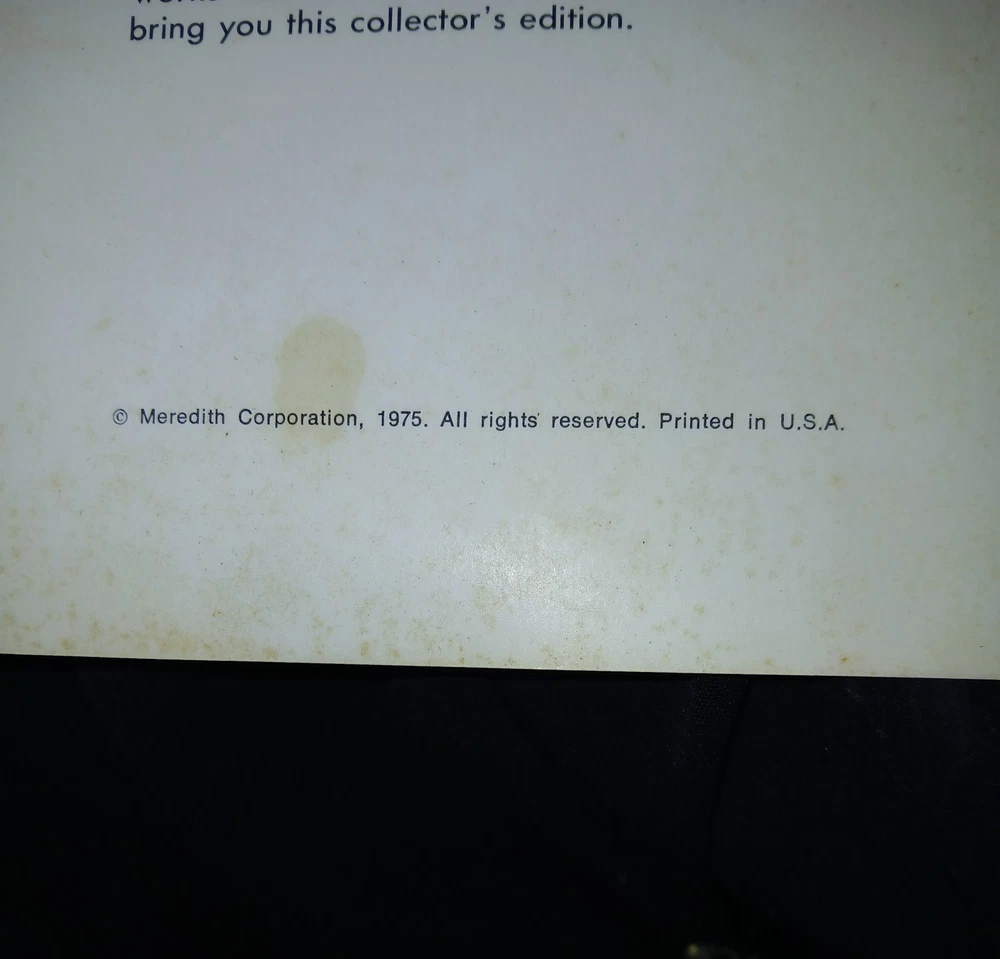 bring you this collector's edition.
© Meredith Corporation, 1975. All rights reserved. Printed in U.S.A.